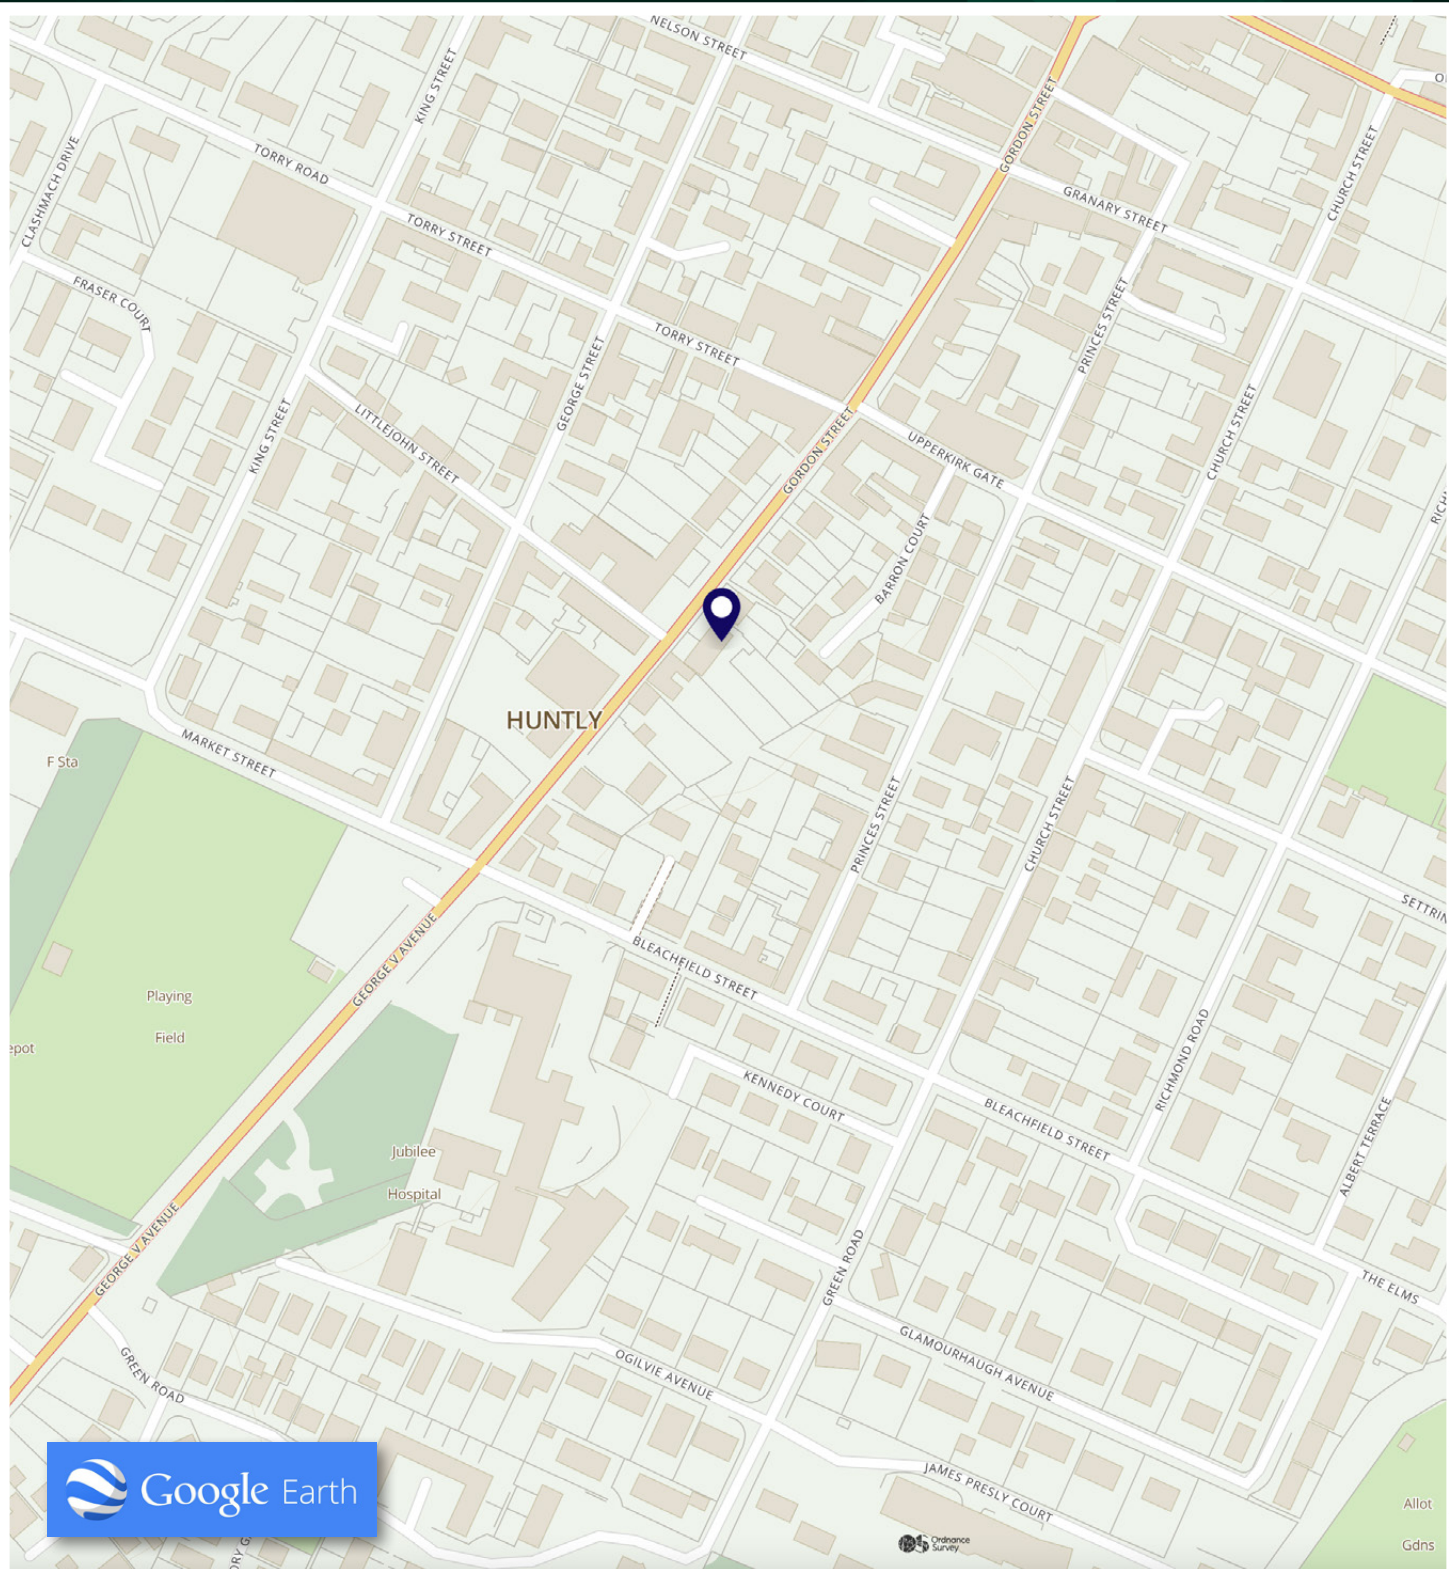 NELSON STREET
KING STREET
GORDON STREET
CLASHMACH DRIVE
TORRY ROAD
CHURCH STREET
GRANARY STREET
TORRY STREET
FRASER COURT
PRINCES STREET
TORRY STREET
GEORGE STREET
LITTLEJOHN STREET
KING STREET
GORDON STREET
UPPERKIRK GATE
CHURCH STREET
RICH
BARRON COURT
HUNTLY
MARKET STREET
F Sta
PRINCES STREET
CHURCH STREET
SETTRIN
GEORGE V AVENUE
BLEACHFIELD STREET
Playing
Field
epot
RICHMOND ROAD
KENNEDY COURT
BLEACHFIELD STREET
ALBERT TERRACE
Jubilee
Hospital
GEORGE V AVENUE
GREEN ROAD
THE ELMS
GLAMOURHAUGH AVENUE
GREEN ROAD
OGILVIE AVENUE
JAMES PRESLY COURT
Google Earth
Allot
Gdns
Ordnance
Survey